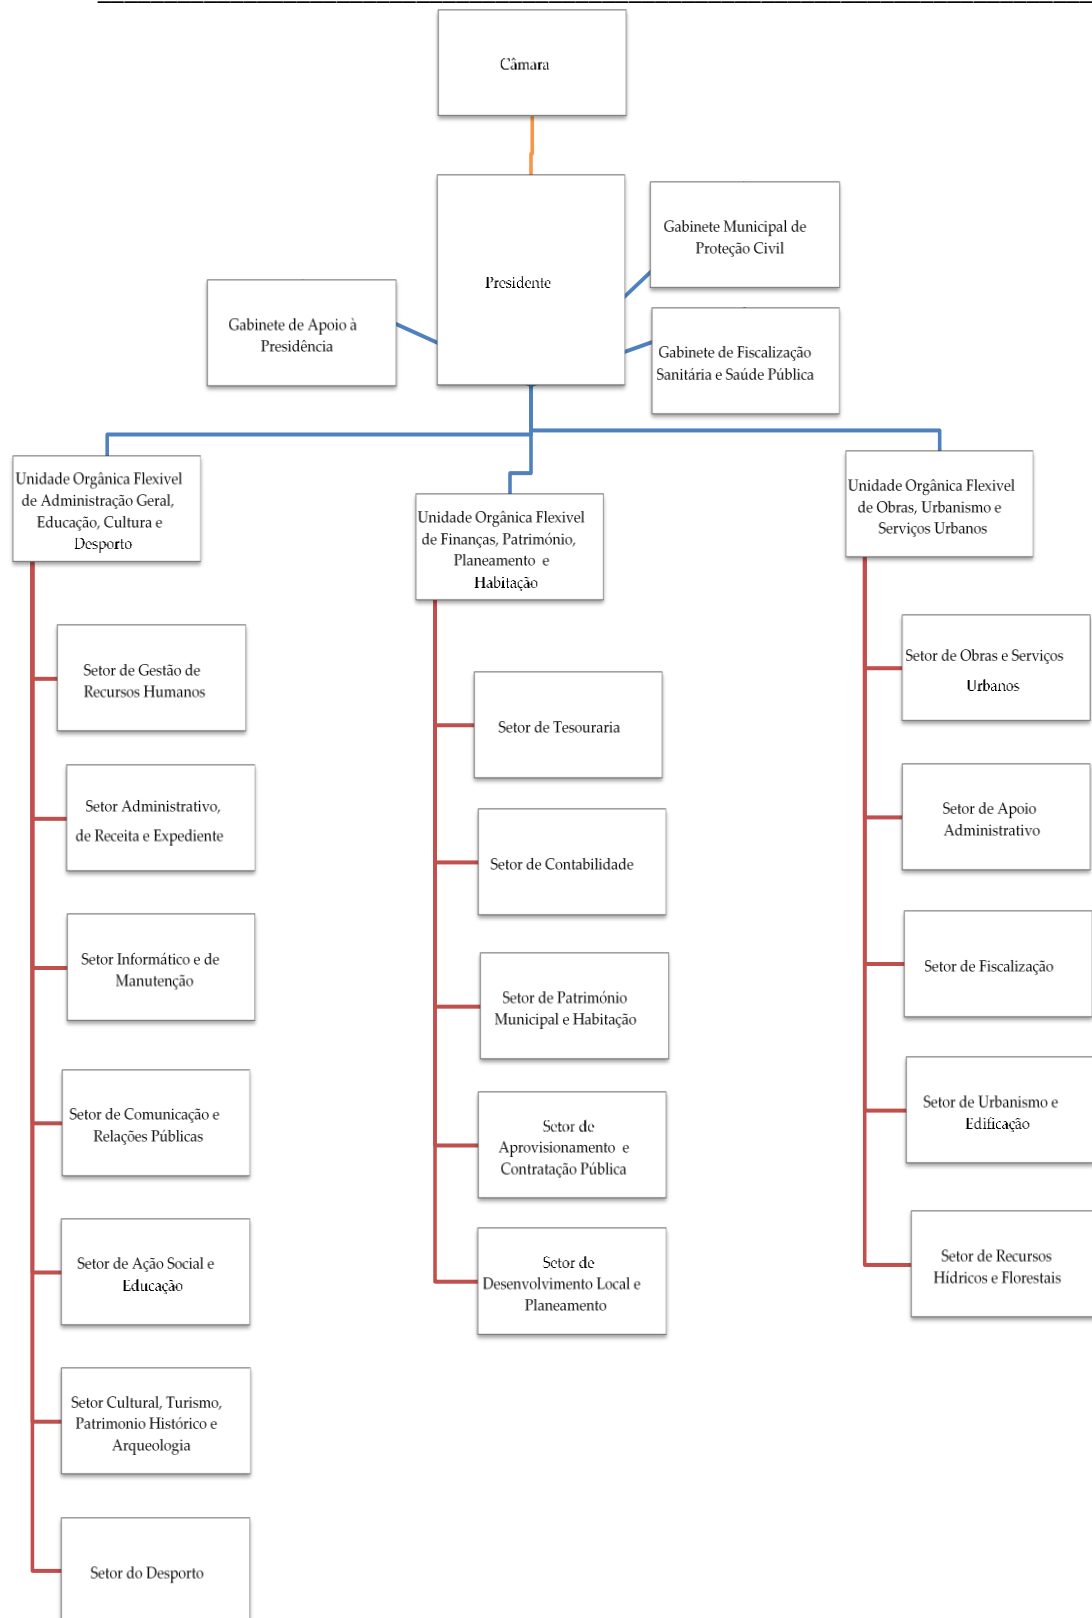 Câmara
Presidente
Gabinete Municipal de
Proteção Civil
Gabinete de Apoio à
Presidência
Gabinete de Fiscalização
Sanitária e Saúde Pública
Unidade Orgânica Flexivel
de Administração Geral,
Educação, Cultura e
Desporto
Setor de Gestão de
Recursos Humanos
Setor Administrativo,
de Receita e Expediente
Setor Informático e de
Manutenção
Setor de Comunicação e
Relações Públicas
Setor de Ação Social e
Educação
Setor Cultural, Turismo,
Patrimonio Histórico e
Arqueologia
Setor do Desporto
Unidade Orgânica Flexivel
de Finanças, Património,
Planeamento e
Habitação
Setor de Tesouraria
Setor de Contabilidade
Setor de Património
Municipal e Habitação
Setor de
Aprovisionamento e
Contratação Pública
Setor de
Desenvolvimento Local e
Planeamento
Unidade Orgânica Flexivel
de Obras, Urbanismo e
Serviços Urbanos
Setor de Obras e Serviços
Urbanos
Setor de Apoio
Administrativo
Setor de Fiscalização
Setor de Urbanismo e
Edificação
Setor de Recursos
Hídricos e Florestais